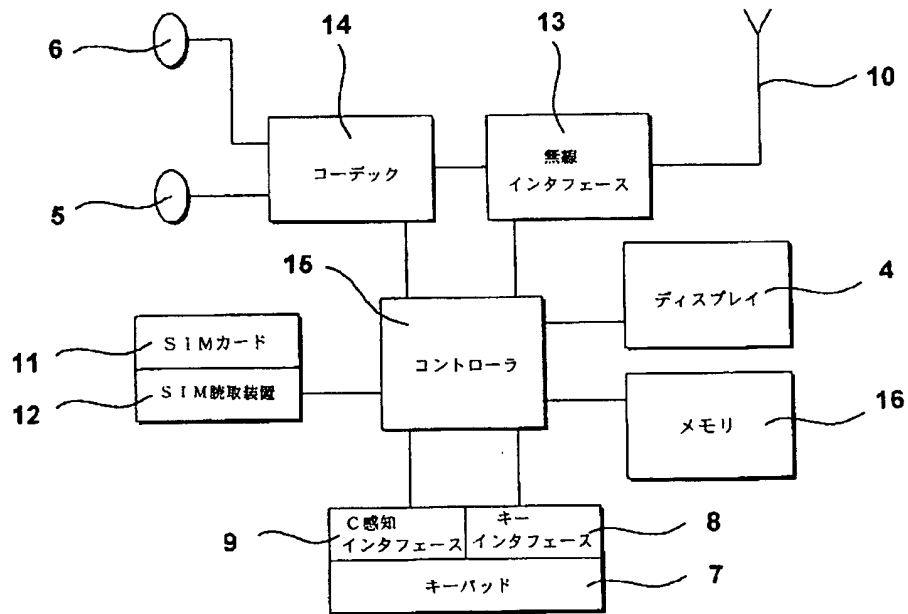 6
14
13
10
コーデック
無線
インタフェース
5
15
4
ディスプレイ
11
SIMカード
コントローラ
12
SIM読取装置
メモリ
16
C感知
インタフェース
キー
インタフェース
9
8
キーパッド
7